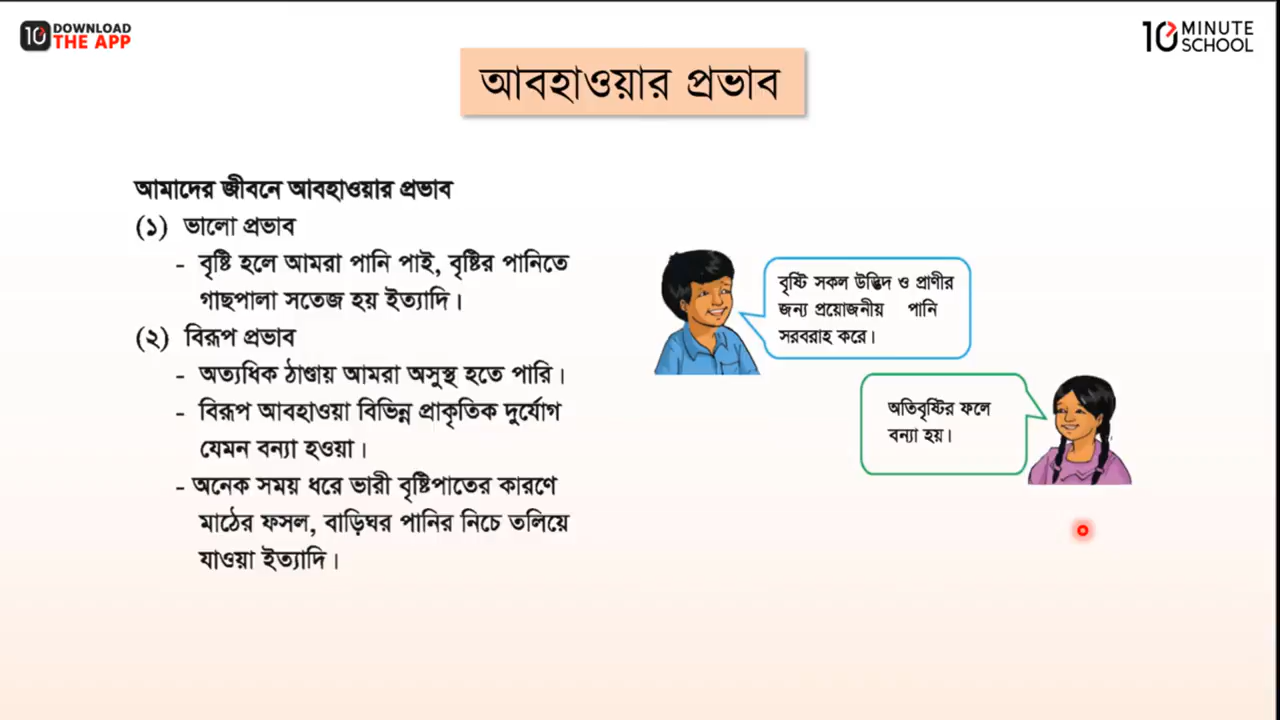 DOWNLOAD
THE APP
10 MINUTE
SCHOOL
আবহাওয়ার প্রভাব
আমাদের জীবনে আবহাওয়ার প্রভাব
(১) ভালো প্রভাব
- বৃষ্টি হলে আমরা পানি পাই, বৃষ্টির পানিতে
গাছপালা সতেজ হয় ইত্যাদি।
(২) বিরূপ প্রভাব
- অত্যধিক ঠাণ্ডায় আমরা অসুস্থ হতে পারি।
- বিরূপ আবহাওয়া বিভিন্ন প্রাকৃতিক দুর্যোগ
যেমন বন্যা হওয়া।
- অনেক সময় ধরে ভারী বৃষ্টিপাতের কারণে
মাঠের ফসল, বাড়িঘর পানির নিচে তলিয়ে
যাওয়া ইত্যাদি।
বৃষ্টি সকল উদ্ভিদ ও প্রাণীর
জন্য প্রয়োজনীয় পানি
সরবরাহ করে।
অতিবৃষ্টির ফলে
বন্যা হয়।